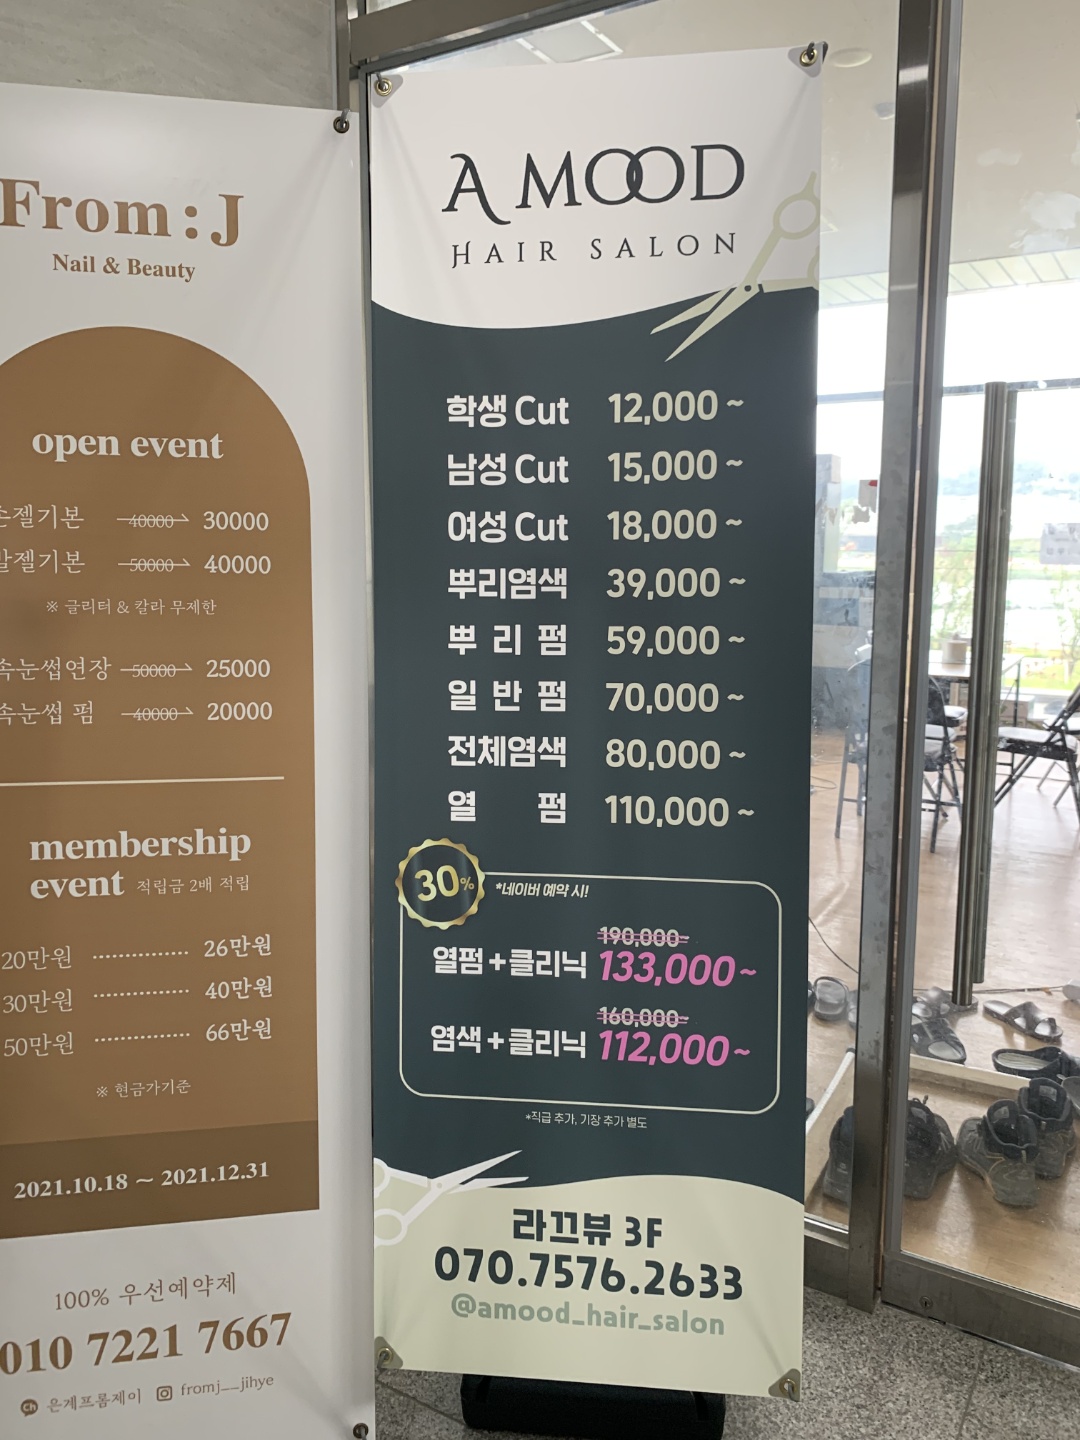 From : J
Nail & Beauty
open event
손젤기본 40000 30000
발젤기본 50000 40000
※ 글리터 & 칼라 무제한
속눈썹연장 50000 25000
속눈썹 펌 40000 20000
membership
event 적립금 2배 적립
20만원 ................ 26만원
30만원 ................ 40만원
50만원 ................ 66만원
※ 현금가기준
2021.10.18 ~ 2021.12.31
100% 우선예약제
010 7221 7667
Ch 은계프롬제이 fromj__jihye
A MOOD
HAIR SALON
학생 Cut 12,000 ~
남성 Cut 15,000 ~
여성 Cut 18,000 ~
뿌리염색 39,000 ~
뿌 리 펌 59,000 ~
일 반 펌 70,000 ~
전체염색 80,000 ~
열 펌 110,000 ~
30% *네이버 예약 시!
190,000~
열펌+클리닉 133,000~
160,000~
염색+클리닉 112,000~
*직급 추가, 기장 추가 별도
라끄뷰 3F
070.7576.2633
@amood_hair_salon